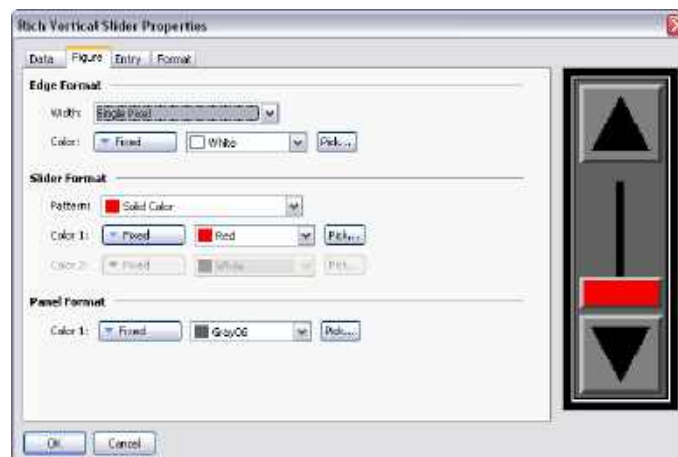 Rich Vertical Slider Properties
Data Figure Entry Format
Edge Format
Width: Single Pixel
Color: Fixed White Pick...
Slider Format
Pattern: Solid Color
Color 1: Fixed Red Pick...
Color 2: Fixed White Pick...
Panel Format
Color 1: Fixed Gray06 Pick...
OK Cancel